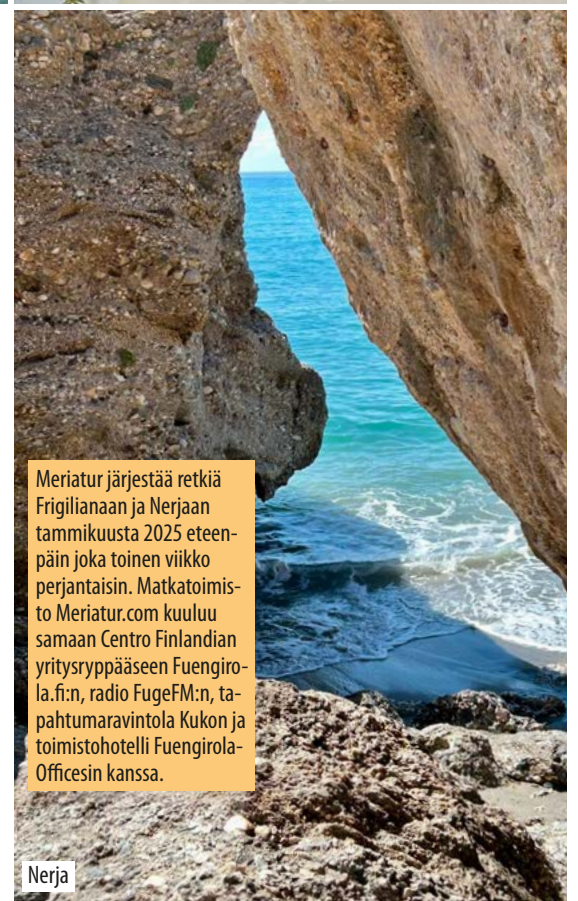 Meriatur järjestää retkiä
Frigilianaan ja Nerjaan
tammikuusta 2025 eteen-
päin joka toinen viikko
perjantaisin. Matkatoimis-
to Meriatur.com kuuluu
samaan Centro Finlandian
yritysryppääseen Fuengiro-
la.fi:n, radio FugeFM:n, ta-
pahtumaravintola Kukon ja
toimistohotelli Fuengirola-
Officesin kanssa.
Nerja